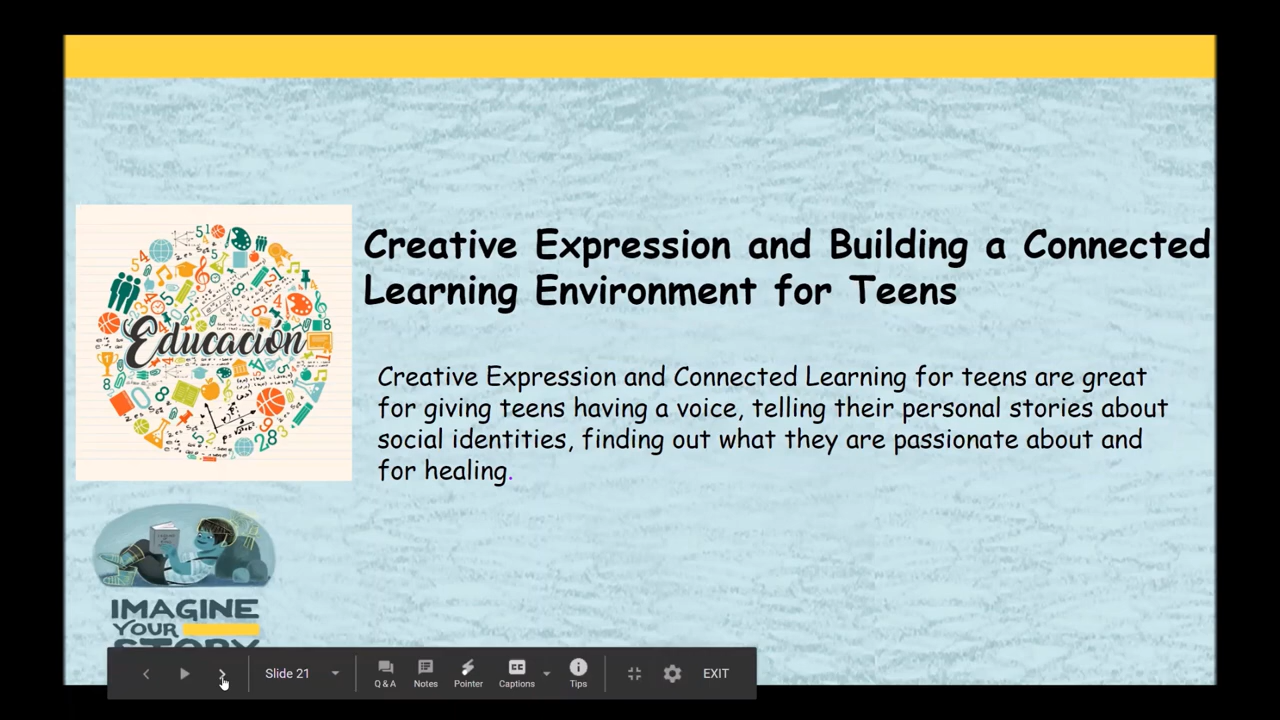 Creative Expression and Building a Connected
Learning Environment for Teens
Educación
Creative Expression and Connected Learning for teens are great
for giving teens having a voice, telling their personal stories about
social identities, finding out what they are passionate about and
for healing.
IMAGINE
YOUR
STORY
Slide 21
Q & A
Notes
Pointer
CC
Captions
Tips
EXIT